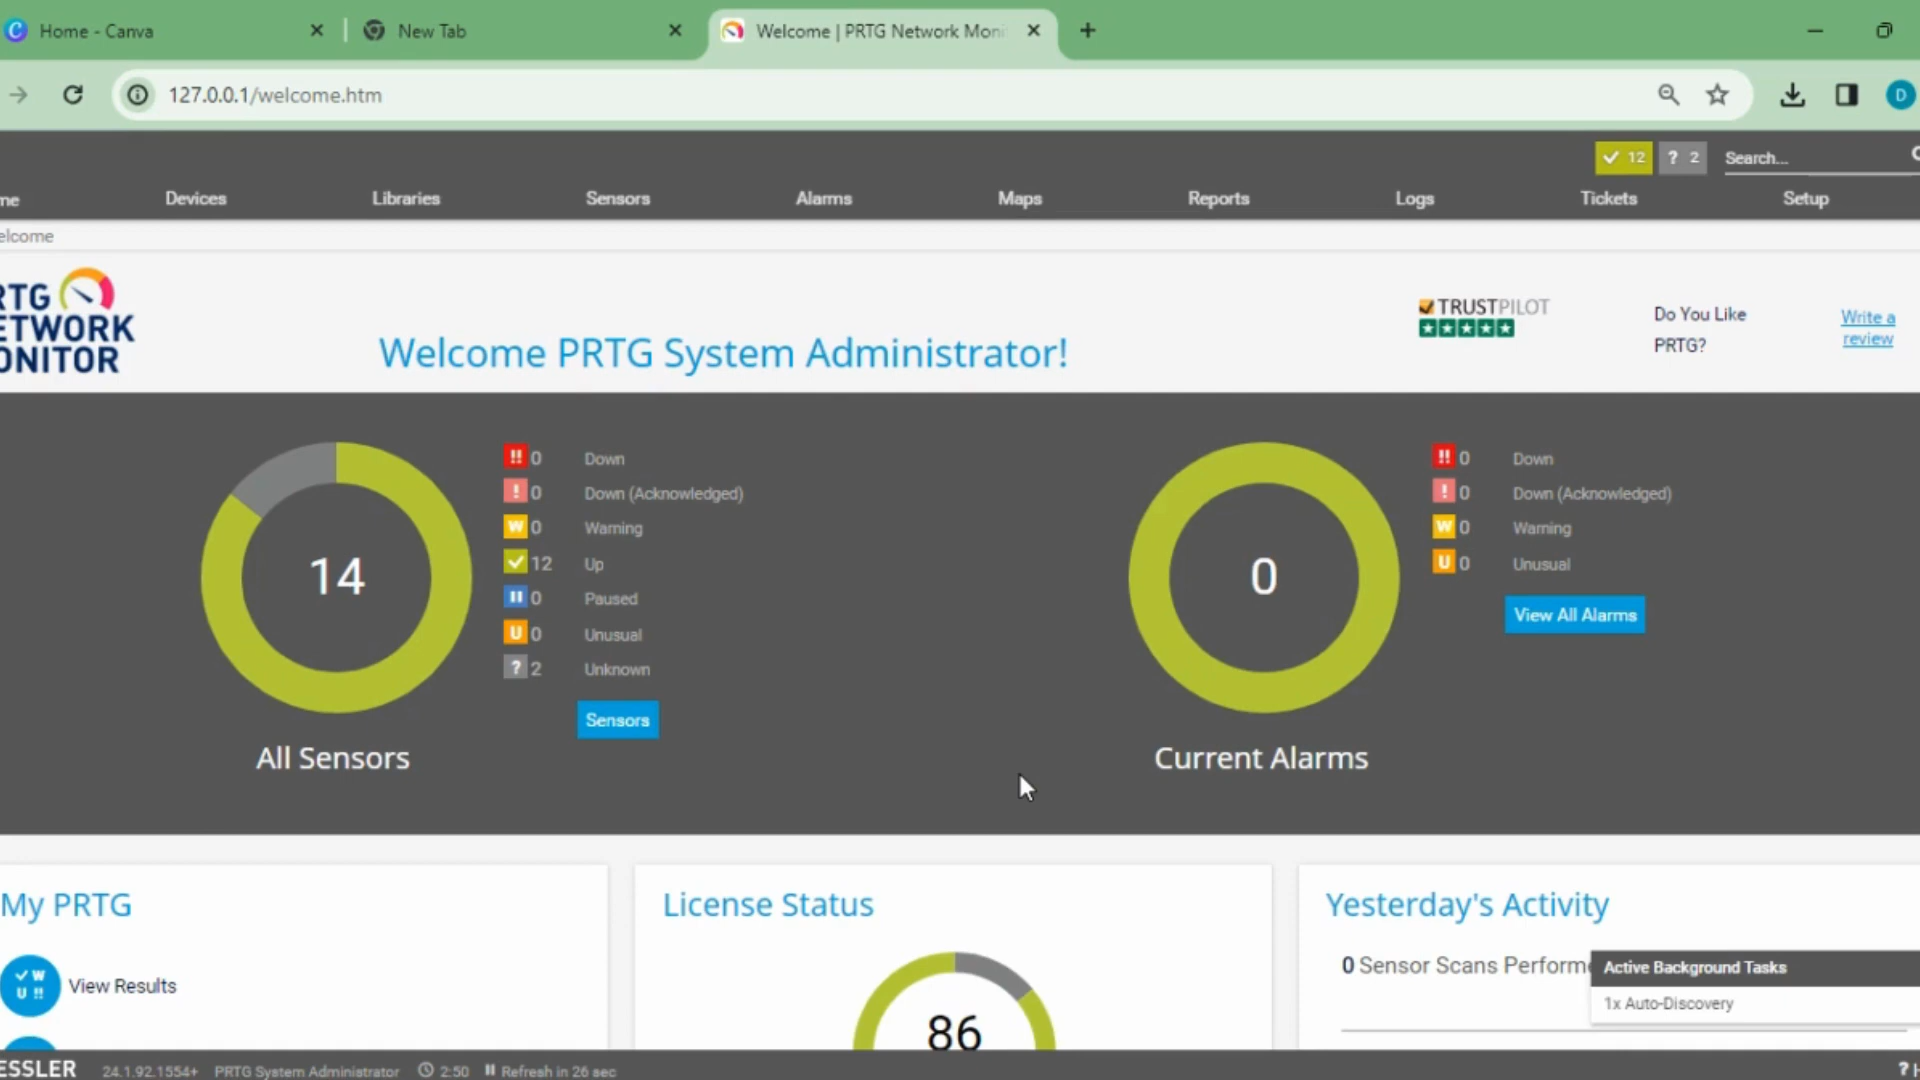 Home - Canva
New Tab
Welcome | PRTG Network Moni
127.0.0.1/welcome.htm
12 ? 2 Search...
me Devices Libraries Sensors Alarms Maps Reports Logs Tickets Setup
elcome
RTG
ETWORK
ONITOR
Welcome PRTG System Administrator!
TRUSTPILOT
Do You Like
PRTG?
Write a
review
14
All Sensors
!! 0 Down
! 0 Down (Acknowledged)
W 0 Warning
12 Up
0 Paused
U 0 Unusual
? 2 Unknown
Sensors
0
Current Alarms
!! 0 Down
! 0 Down (Acknowledged)
W 0 Warning
U 0 Unusual
View All Alarms
My PRTG
W
U !!
View Results
License Status
86
Yesterday's Activity
0 Sensor Scans Perform
Active Background Tasks
1x Auto-Discovery
ESSLER 24.1.92.1554+ PRTG System Administrator 2:50 Refresh in 26 sec
? H
D